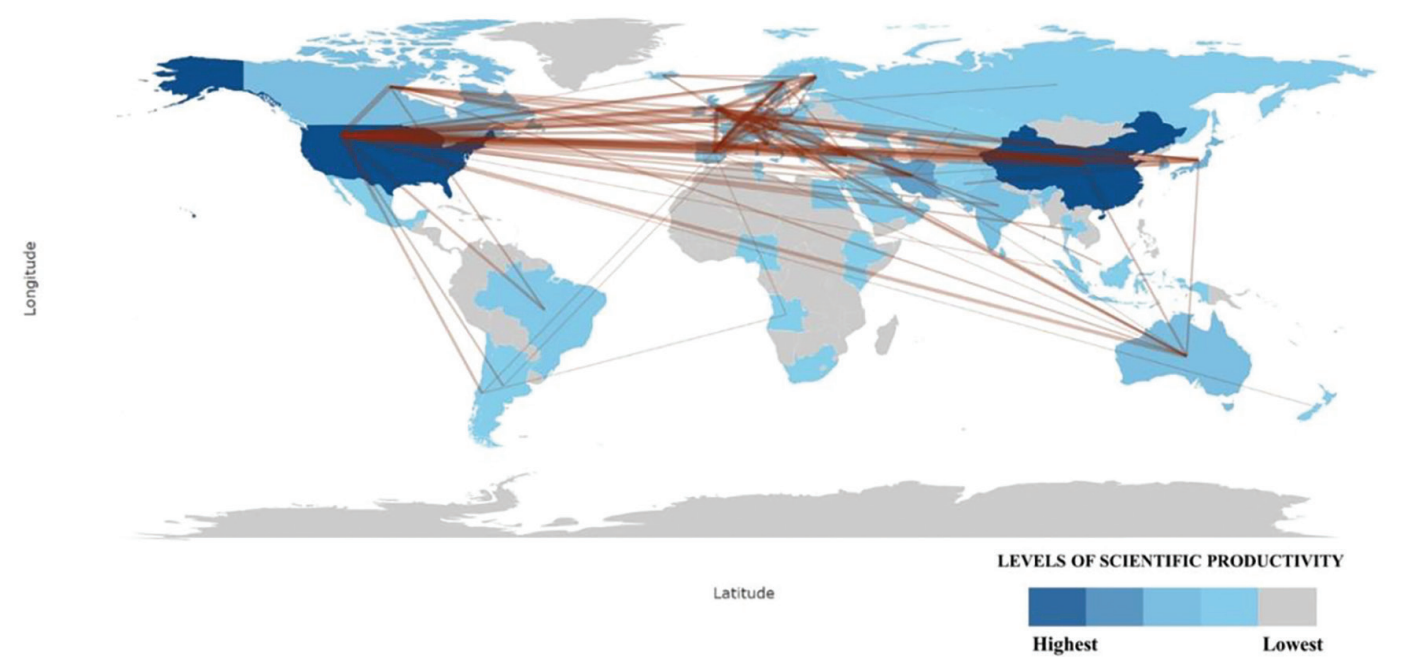 Longitude
Latitude
LEVELS OF SCIENTIFIC PRODUCTIVITY
Highest
Lowest